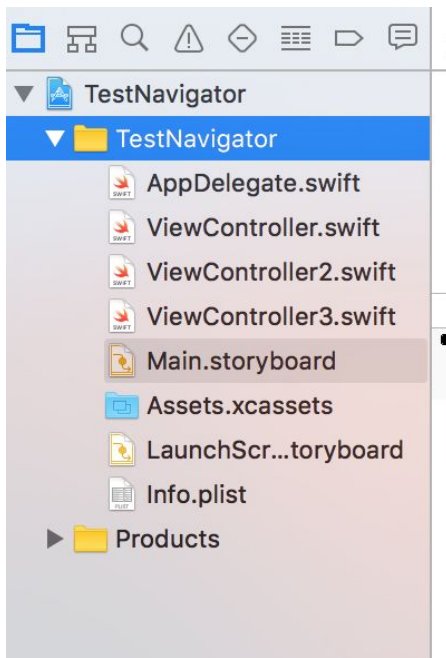 TestNavigator
TestNavigator
AppDelegate.swift
ViewController.swift
ViewController2.swift
ViewController3.swift
Main.storyboard
Assets.xcassets
LaunchScr...toryboard
Info.plist
Products